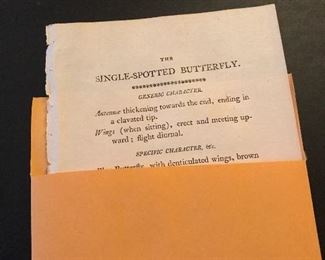 THE
SINGLE-SPOTTED BUTTERFLY.
GENERIC CHARACTER.
Antennæ thickening towards the end, ending in
a clavated tip.
Wings (when sitting), erect and meeting up-
ward; flight diurnal.
SPECIFIC CHARACTER, &c.
Butterfly, with denticulated wings, brown